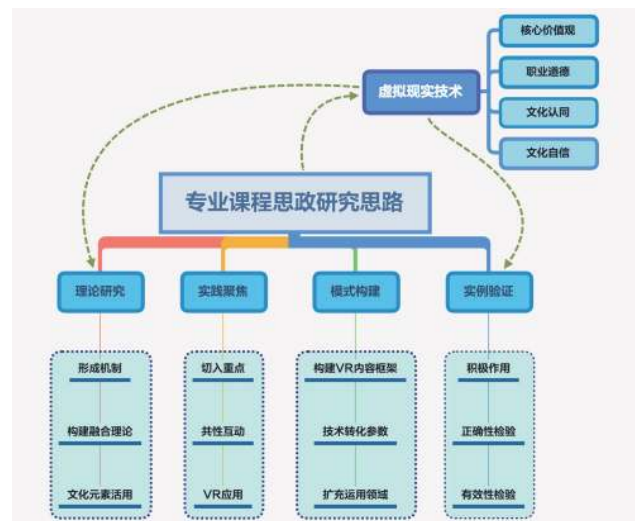 核心价值观
虚拟现实技术
职业道德
文化认同
文化自信
专业课程思政研究思路
理论研究
实践聚焦
模式构建
实例验证
形成机制
切入重点
构建VR内容框架
积极作用
构建融合理论
共性互动
技术转化参数
正确性检验
文化元素活用
VR应用
扩充运用领域
有效性检验